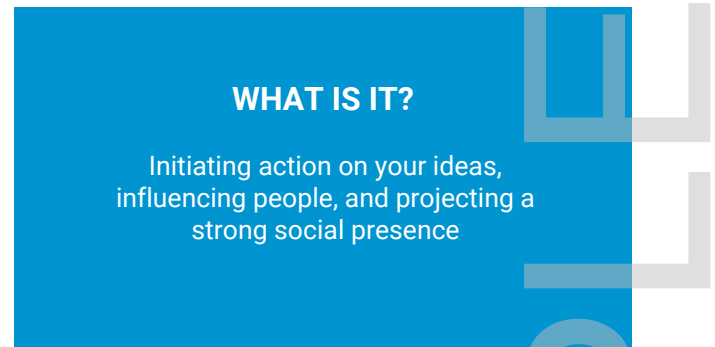 WHAT IS IT?
Initiating action on your ideas,
influencing people, and projecting a
strong social presence